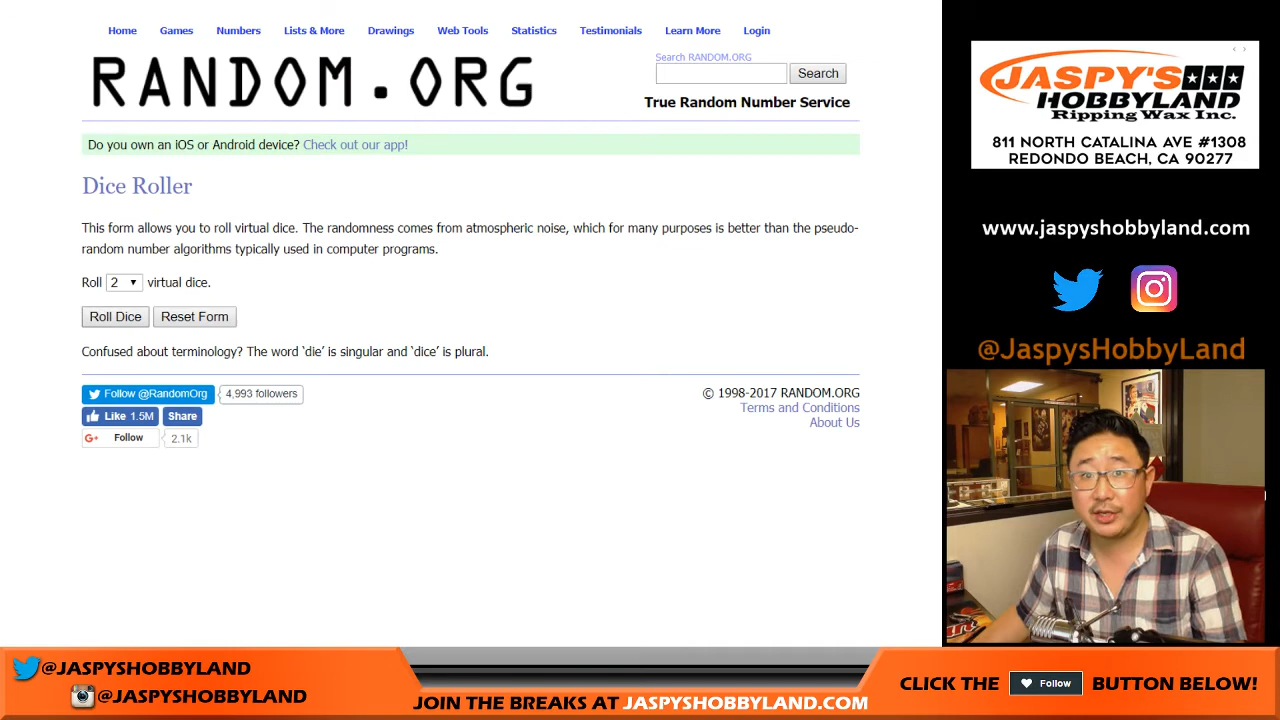 Home Games Numbers Lists & More Drawings Web Tools Statistics Testimonials Learn More Login
RANDOM.ORG
Search RANDOM.ORG
Search
True Random Number Service
Do you own an iOS or Android device? Check out our app!
Dice Roller
This form allows you to roll virtual dice. The randomness comes from atmospheric noise, which for many purposes is better than the pseudo-
random number algorithms typically used in computer programs.
Roll 2 virtual dice.
Roll Dice Reset Form
Confused about terminology? The word ‘die’ is singular and ‘dice’ is plural.
Follow @RandomOrg 4,993 followers
Like 1.5M Share
G+ Follow 2.1k
© 1998-2017 RANDOM.ORG
Terms and Conditions
About Us
JASPY'S
HOBBYLAND
Ripping Wax Inc.
811 NORTH CATALINA AVE #1308
REDONDO BEACH, CA 90277
www.jaspyshobbyland.com
@JaspysHobbyLand
@JASPYSHOBBYLAND
@JASPYSHOBBYLAND
JOIN THE BREAKS AT JASPYSHOBBYLAND.COM
CLICK THE Follow BUTTON BELOW!